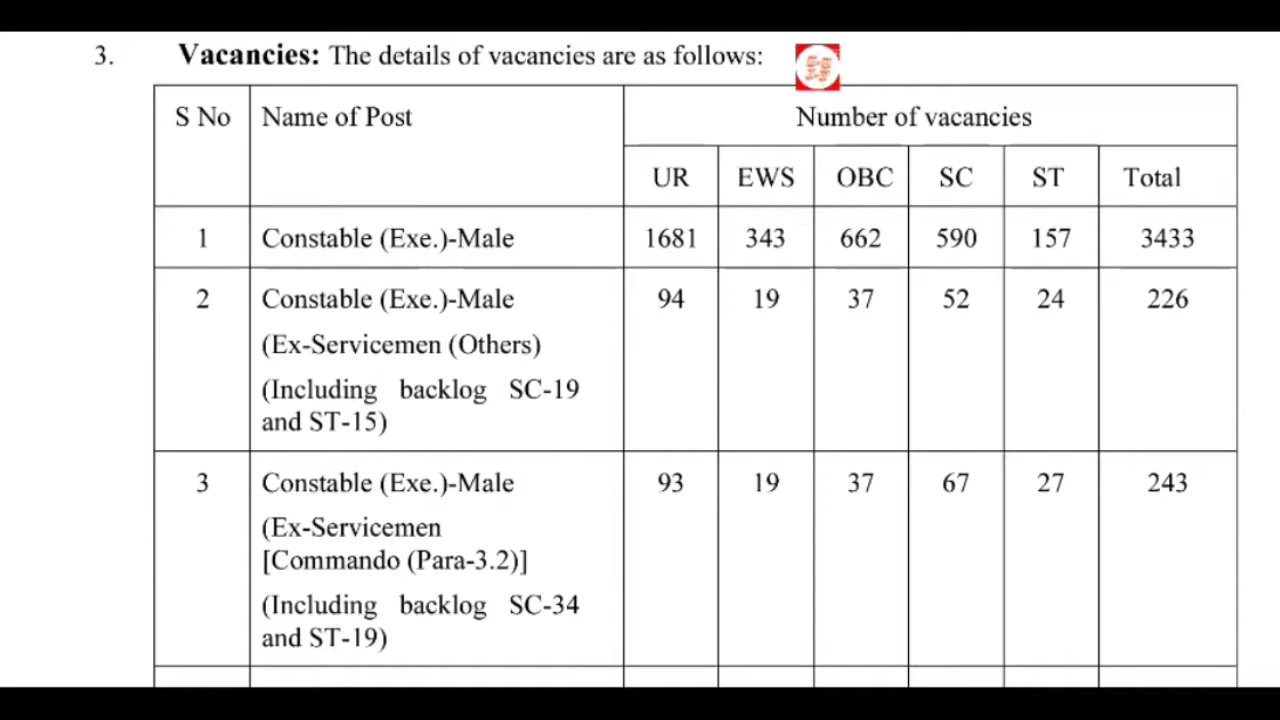 3. Vacancies: The details of vacancies are as follows:
S No Name of Post Number of vacancies
UR EWS OBC SC ST Total
1 Constable (Exe.)-Male 1681 343 662 590 157 3433
2 Constable (Exe.)-Male 94 19 37 52 24 226
(Ex-Servicemen (Others)
(Including backlog SC-19
and ST-15)
3 Constable (Exe.)-Male 93 19 37 67 27 243
(Ex-Servicemen
[Commando (Para-3.2)]
(Including backlog SC-34
and ST-19)